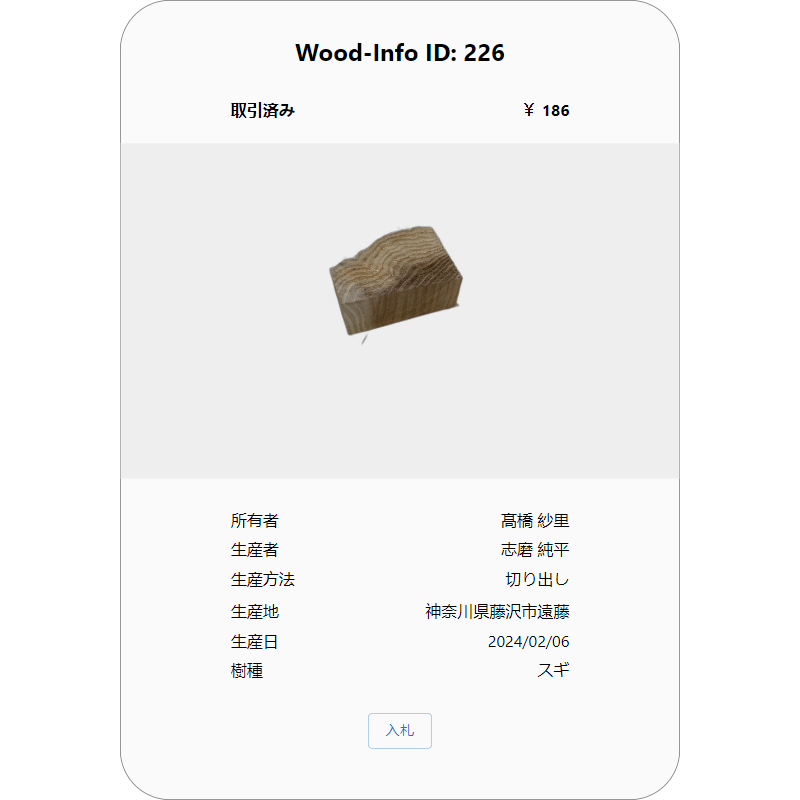 Wood-Info ID: 226
取引済み ￥ 186
所有者 髙橋 紗里
生産者 志磨 純平
生産方法 切り出し
生産地 神奈川県藤沢市遠藤
生産日 2024/02/06
樹種 スギ
入札